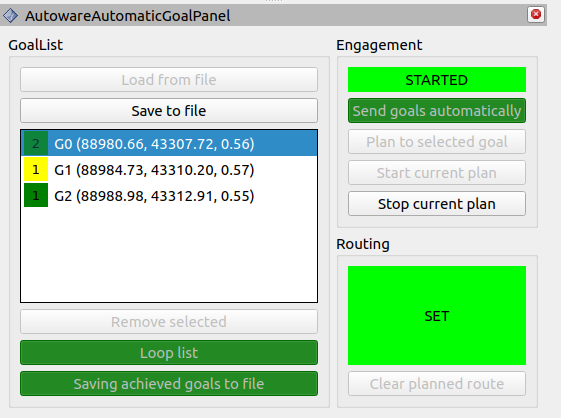 AutowareAutomaticGoalPanel
GoalList
Load from file
Save to file
2 G0 (88980.66, 43307.72, 0.56)
1 G1 (88984.73, 43310.20, 0.57)
1 G2 (88988.98, 43312.91, 0.55)
Remove selected
Loop list
Saving achieved goals to file
Engagement
STARTED
Send goals automatically
Plan to selected goal
Start current plan
Stop current plan
Routing
SET
Clear planned route